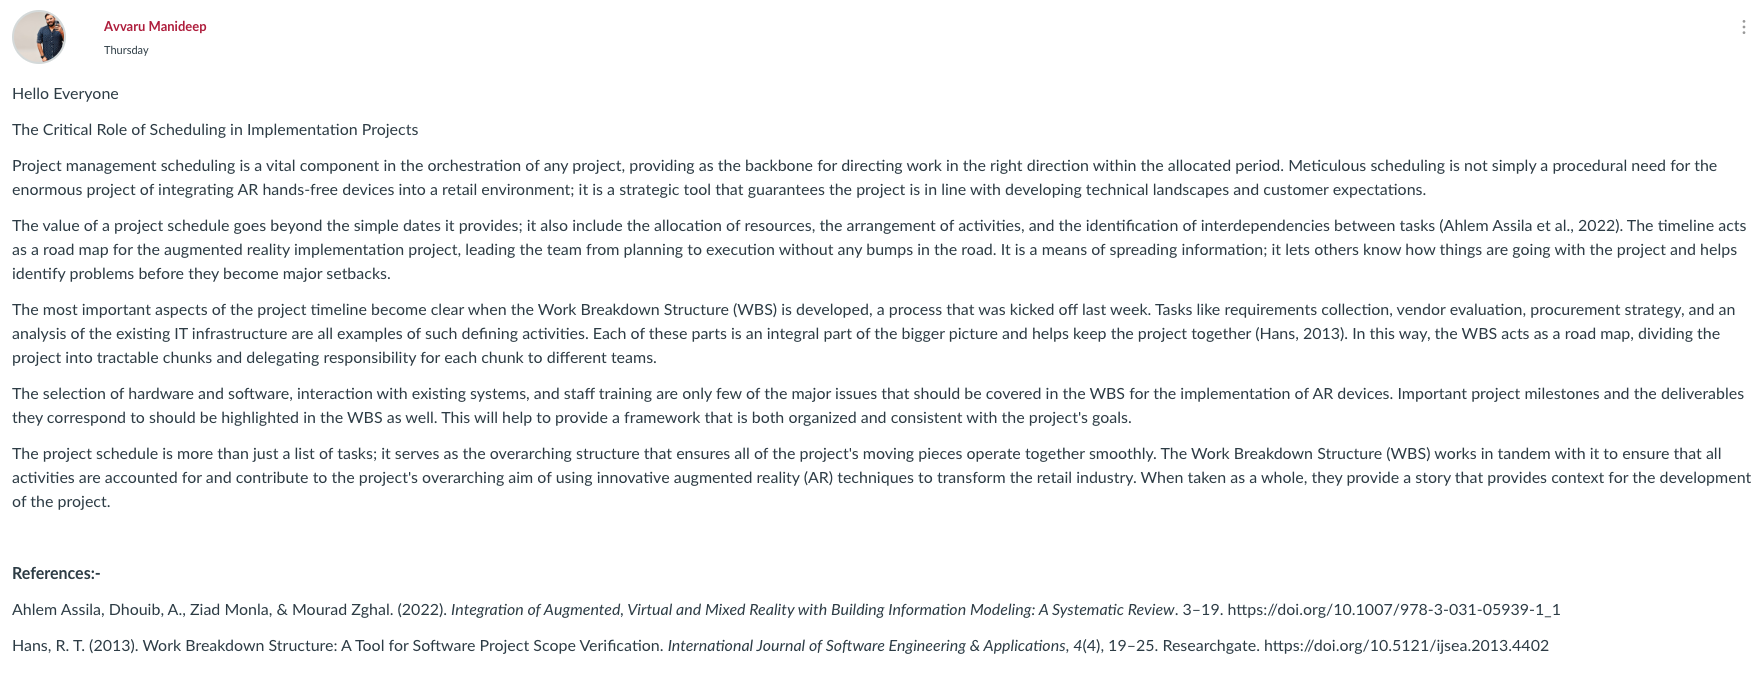 Avvaru Manideep
Thursday
Hello Everyone
The Critical Role of Scheduling in Implementation Projects
Project management scheduling is a vital component in the orchestration of any project, providing as the backbone for directing work in the right direction within the allocated period. Meticulous scheduling is not simply a procedural need for the
enormous project of integrating AR hands-free devices into a retail environment; it is a strategic tool that guarantees the project is in line with developing technical landscapes and customer expectations.
The value of a project schedule goes beyond the simple dates it provides; it also include the allocation of resources, the arrangement of activities, and the identification of interdependencies between tasks (Ahlem Assila et al., 2022). The timeline acts
as a road map for the augmented reality implementation project, leading the team from planning to execution without any bumps in the road. It is a means of spreading information; it lets others know how things are going with the project and helps
identify problems before they become major setbacks.
The most important aspects of the project timeline become clear when the Work Breakdown Structure (WBS) is developed, a process that was kicked off last week. Tasks like requirements collection, vendor evaluation, procurement strategy, and an
analysis of the existing IT infrastructure are all examples of such defining activities. Each of these parts is an integral part of the bigger picture and helps keep the project together (Hans, 2013). In this way, the WBS acts as a road map, dividing the
project into tractable chunks and delegating responsibility for each chunk to different teams.
The selection of hardware and software, interaction with existing systems, and staff training are only few of the major issues that should be covered in the WBS for the implementation of AR devices. Important project milestones and the deliverables
they correspond to should be highlighted in the WBS as well. This will help to provide a framework that is both organized and consistent with the project's goals.
The project schedule is more than just a list of tasks; it serves as the overarching structure that ensures all of the project's moving pieces operate together smoothly. The Work Breakdown Structure (WBS) works in tandem with it to ensure that all
activities are accounted for and contribute to the project's overarching aim of using innovative augmented reality (AR) techniques to transform the retail industry. When taken as a whole, they provide a story that provides context for the development
of the project.
References:-
Ahlem Assila, Dhouib, A., Ziad Monla, & Mourad Zghal. (2022). Integration of Augmented, Virtual and Mixed Reality with Building Information Modeling: A Systematic Review. 3–19. https://doi.org/10.1007/978-3-031-05939-1_1
Hans, R. T. (2013). Work Breakdown Structure: A Tool for Software Project Scope Verification. International Journal of Software Engineering & Applications, 4(4), 19–25. Researchgate. https://doi.org/10.5121/ijsea.2013.4402